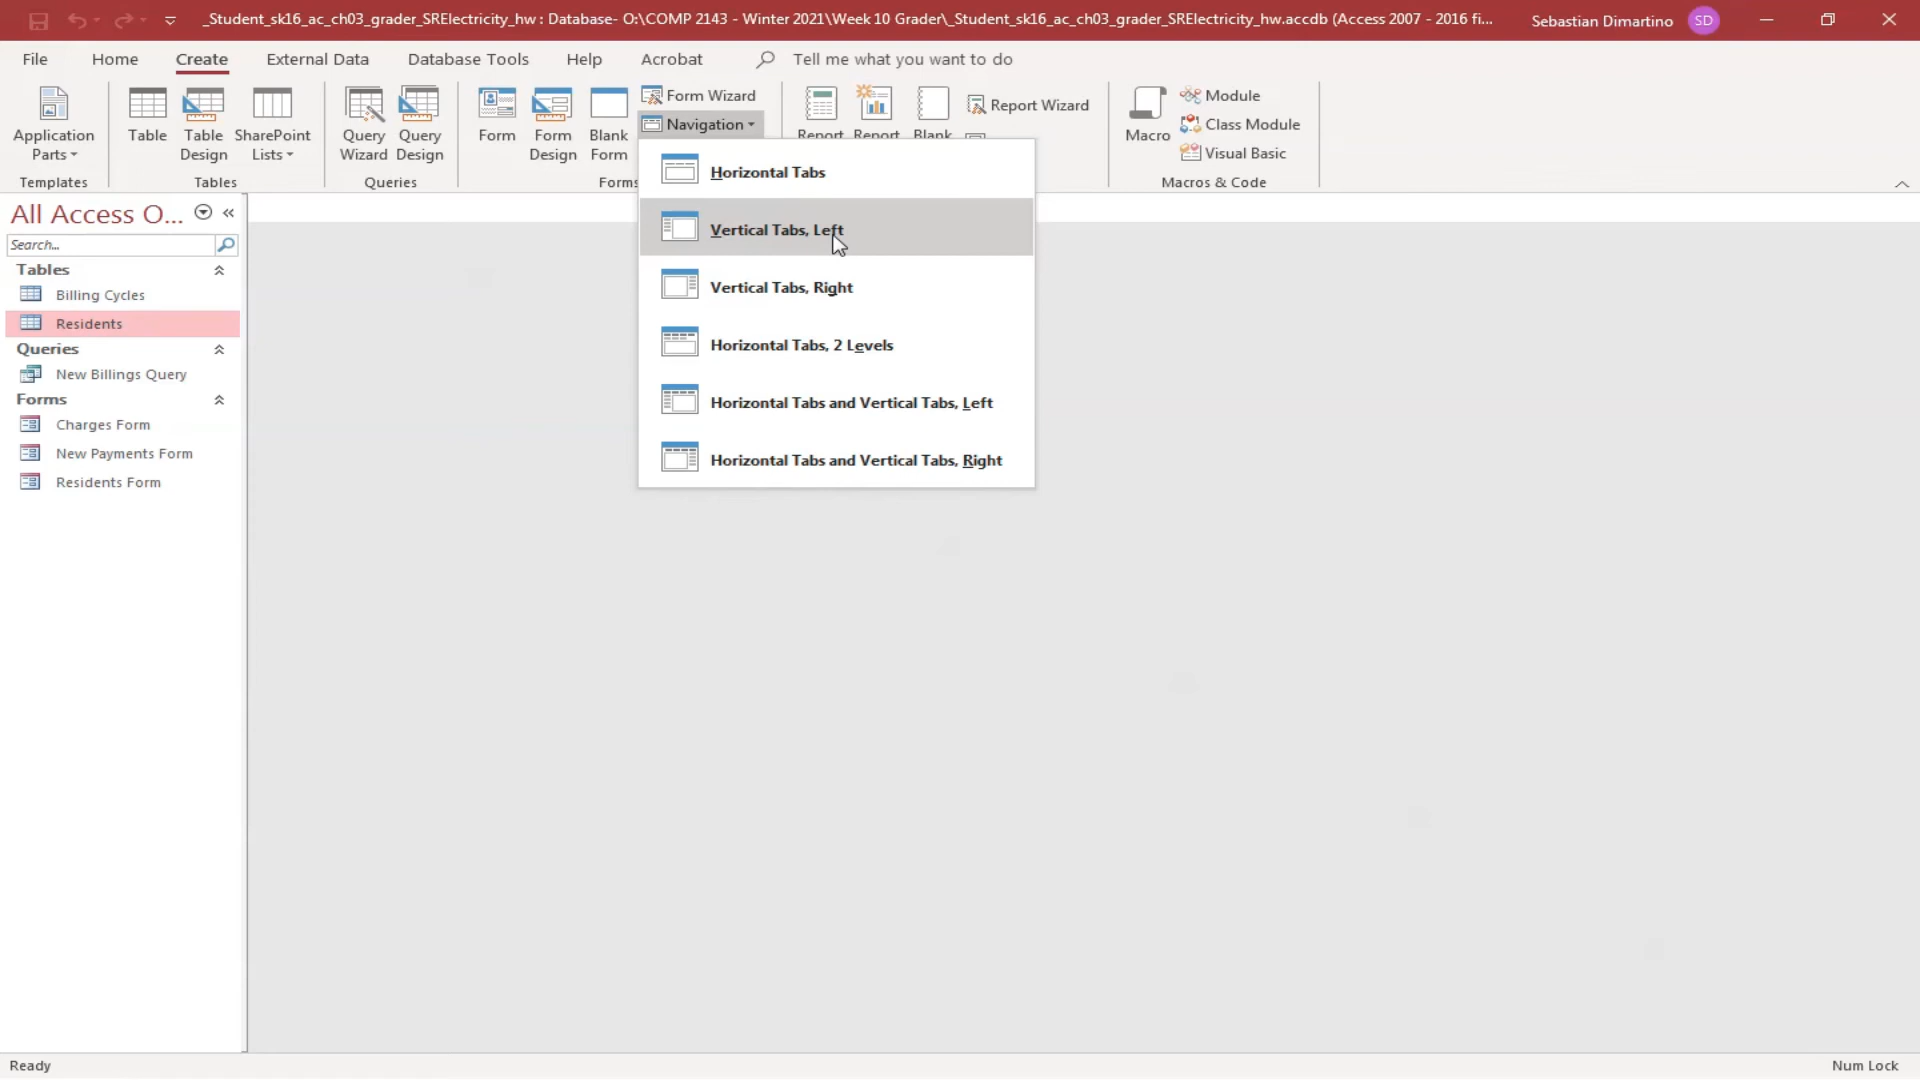 _Student_sk16_ac_ch03_grader_SRElectricity_hw : Database- O:\COMP 2143 - Winter 2021\Week 10 Grader\_Student_sk16_ac_ch03_grader_SRElectricity_hw.accdb (Access 2007 - 2016 fi... Sebastian Dimartino SD
File Home Create External Data Database Tools Help Acrobat Tell me what you want to do
Application Parts
Templates
Table
Table Design
SharePoint Lists
Tables
Query Wizard
Query Design
Queries
Form
Form Design
Blank Form
Form Wizard
Navigation
Forms
Report Report Blank
Report Wizard
Macro
Module
Class Module
Visual Basic
Macros & Code
Horizontal Tabs
Vertical Tabs, Left
Vertical Tabs, Right
Horizontal Tabs, 2 Levels
Horizontal Tabs and Vertical Tabs, Left
Horizontal Tabs and Vertical Tabs, Right
All Access O...
Search...
Tables
Billing Cycles
Residents
Queries
New Billings Query
Forms
Charges Form
New Payments Form
Residents Form
Ready Num Lock